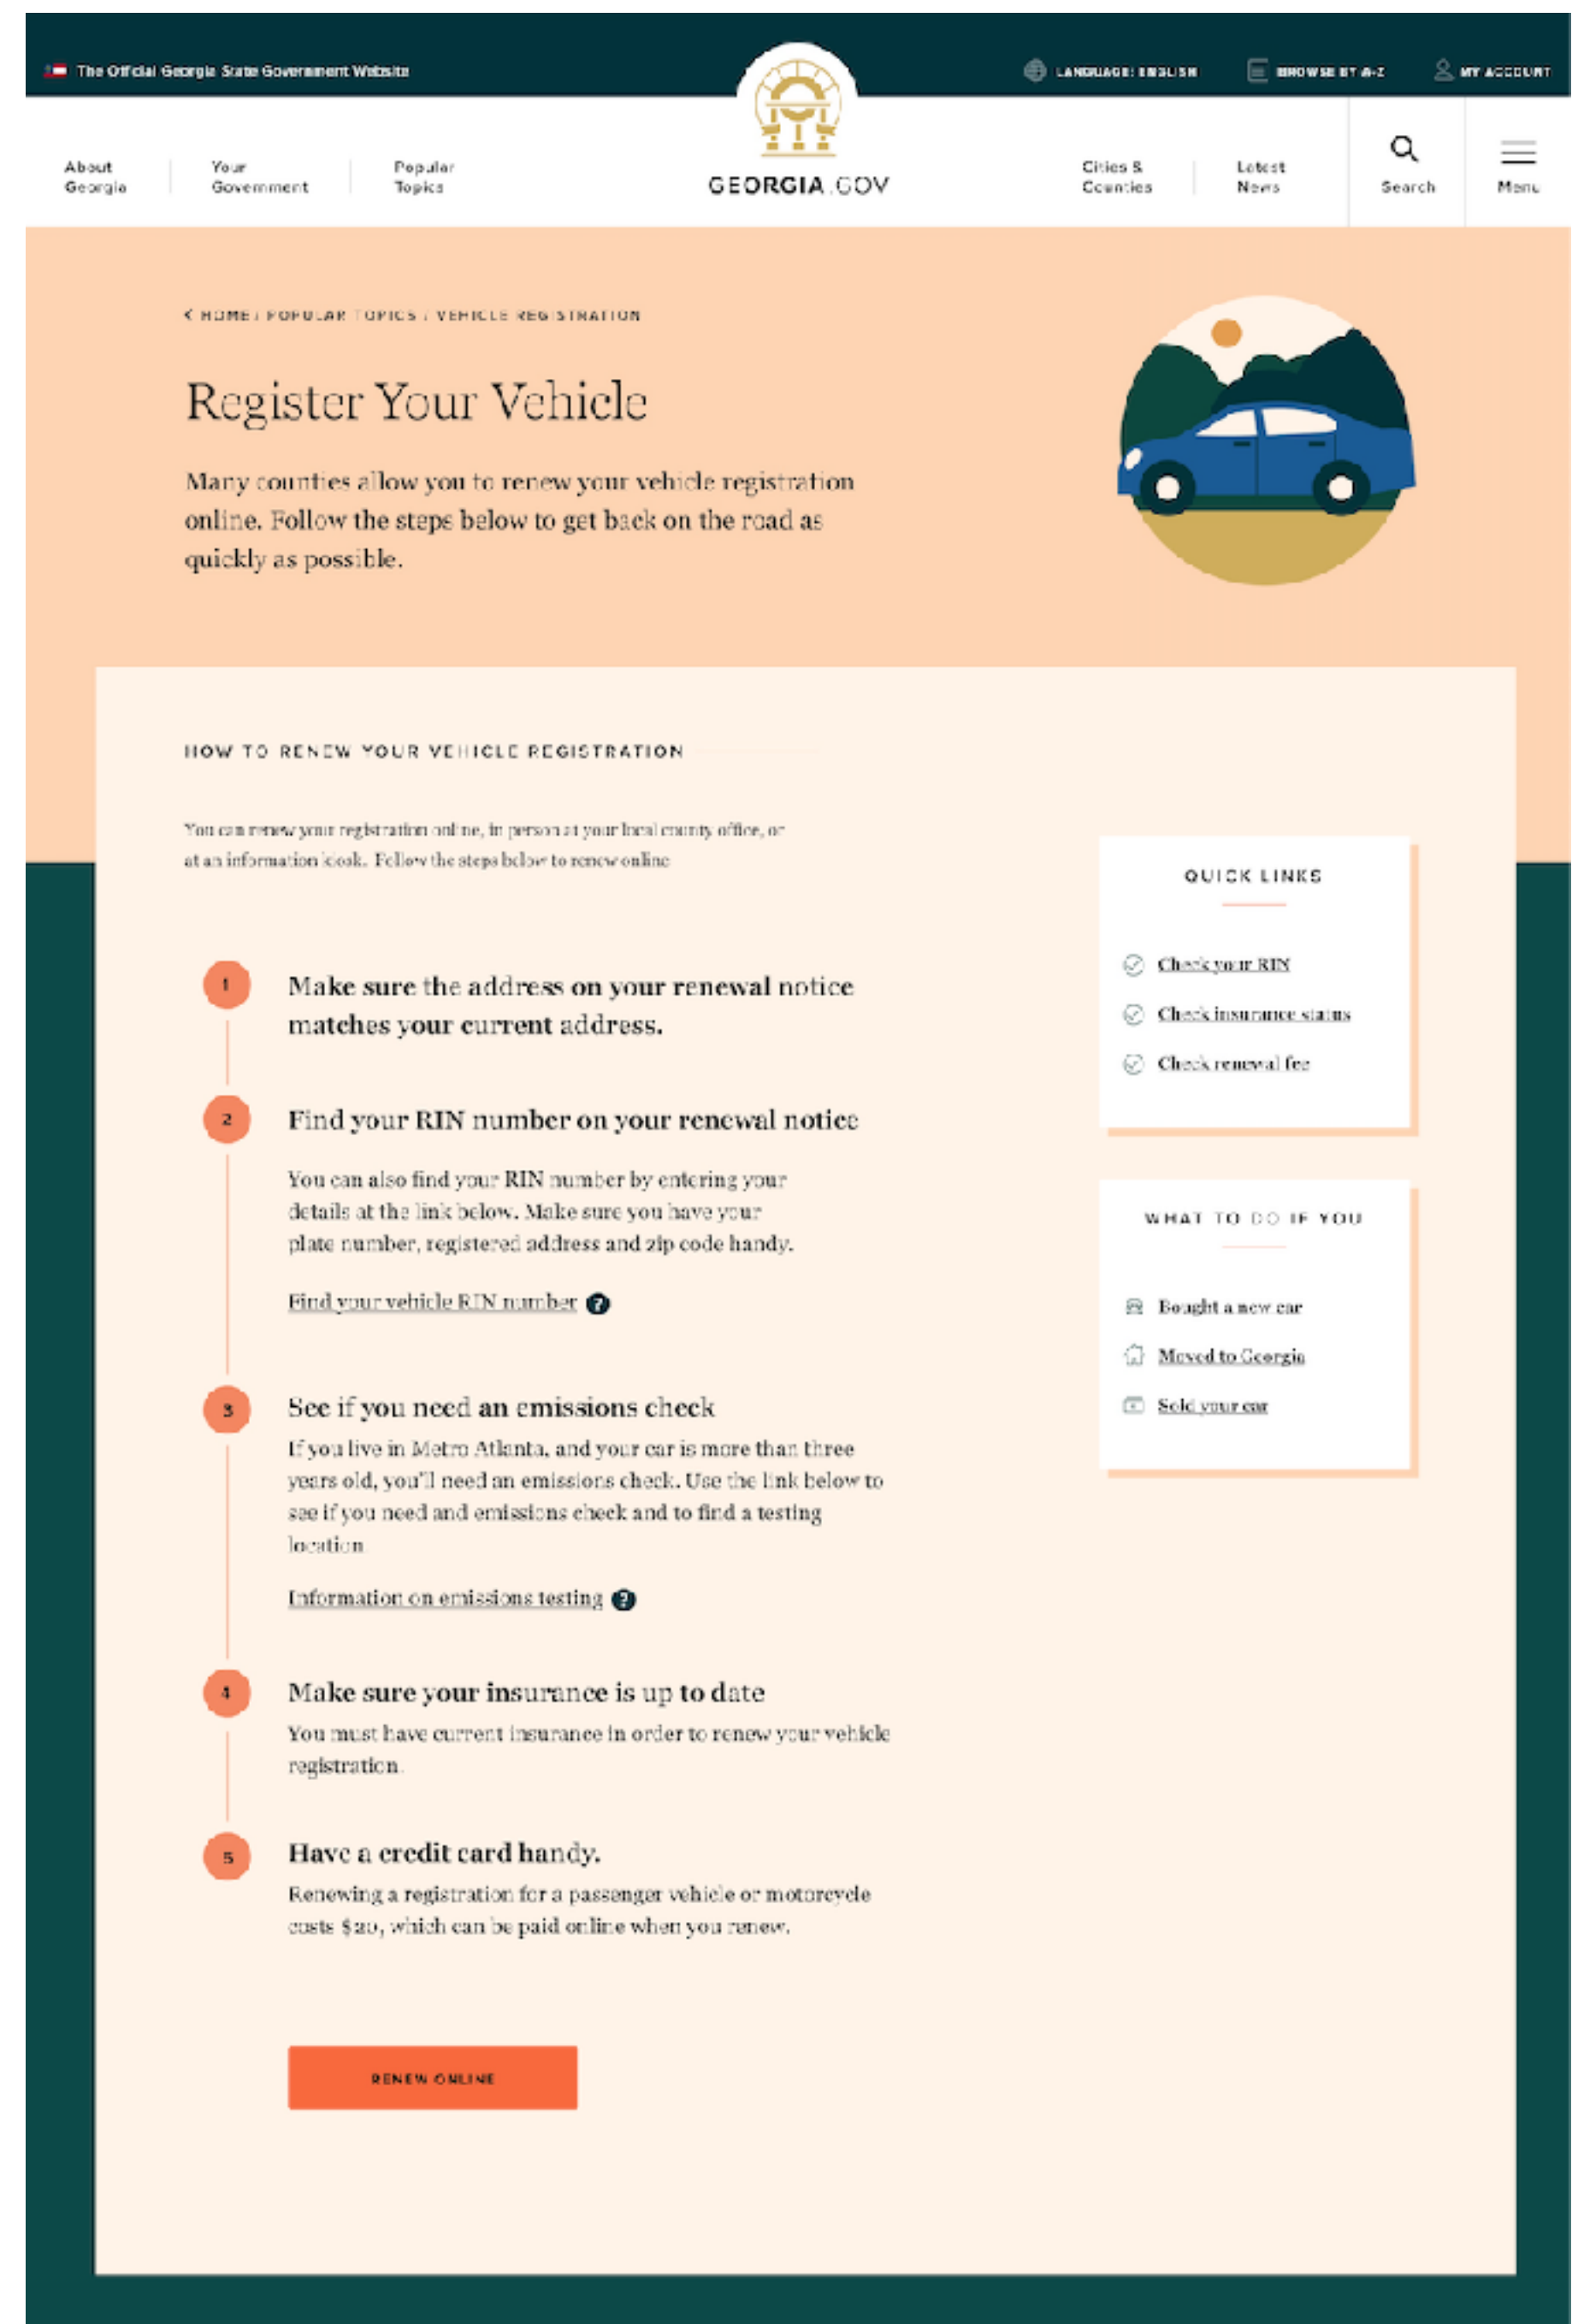 The Official Georgia State Government Website
LANGUAGE: ENGLISH
BROWSE BY A-Z
MY ACCOUNT
About
Georgia
Your
Government
Popular
Topics
GEORGIA.GOV
Cities &
Counties
Latest
News
Search
Menu
< HOME / POPULAR TOPICS / VEHICLE REGISTRATION
Register Your Vehicle
Many counties allow you to renew your vehicle registration
online. Follow the steps below to get back on the road as
quickly as possible.
HOW TO RENEW YOUR VEHICLE REGISTRATION
You can renew your registration online, in person at your local county office, or
at an information kiosk. Follow the steps below to renew online
1
Make sure the address on your renewal notice
matches your current address.
2
Find your RIN number on your renewal notice
You can also find your RIN number by entering your
details at the link below. Make sure you have your
plate number, registered address and zip code handy.
Find your vehicle RIN number ?
3
See if you need an emissions check
If you live in Metro Atlanta, and your car is more than three
years old, you'll need an emissions check. Use the link below to
see if you need and emissions check and to find a testing
location
Information on emissions testing ?
4
Make sure your insurance is up to date
You must have current insurance in order to renew your vehicle
registration.
5
Have a credit card handy.
Renewing a registration for a passenger vehicle or motorcycle
costs $20, which can be paid online when you renew.
RENEW ONLINE
QUICK LINKS
Check your RIN
Check insurance status
Check renewal fee
WHAT TO DO IF YOU
Bought a new car
Moved to Georgia
Sold your car